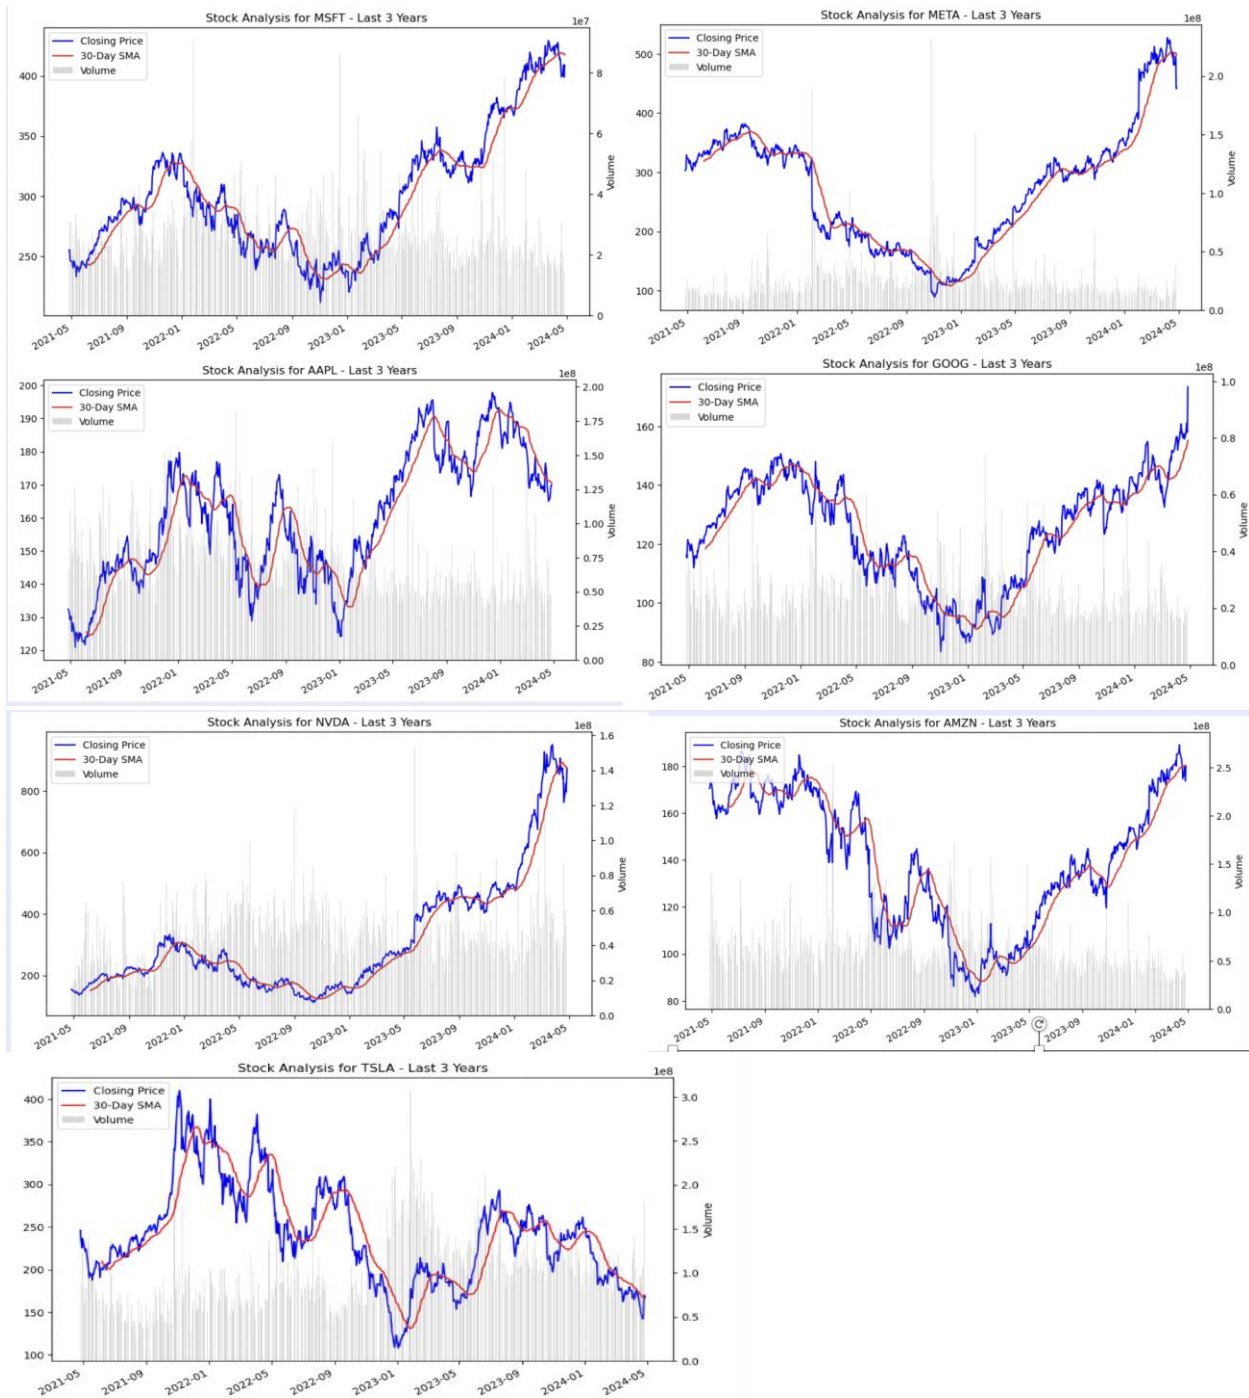 Stock Analysis for MSFT - Last 3 Years
1e7
Closing Price
30-Day SMA
Volume
400
350
300
250
8
6
4
2
0
Volume
2021-05 2021-09 2022-01 2022-05 2022-09 2023-01 2023-05 2023-09 2024-01 2024-05
Stock Analysis for META - Last 3 Years
1e8
Closing Price
30-Day SMA
Volume
500
400
300
200
100
2.0
1.5
1.0
0.5
0.0
Volume
2021-05 2021-09 2022-01 2022-05 2022-09 2023-01 2023-05 2023-09 2024-01 2024-05
Stock Analysis for AAPL - Last 3 Years
1e8
Closing Price
30-Day SMA
Volume
200
190
180
170
160
150
140
130
120
2.00
1.75
1.50
1.25
1.00
0.75
0.50
0.25
0.00
Volume
2021-05 2021-09 2022-01 2022-05 2022-09 2023-01 2023-05 2023-09 2024-01 2024-05
Stock Analysis for GOOG - Last 3 Years
1e8
Closing Price
30-Day SMA
Volume
160
140
120
100
80
1.0
0.8
0.6
0.4
0.2
0.0
Volume
2021-05 2021-09 2022-01 2022-05 2022-09 2023-01 2023-05 2023-09 2024-01 2024-05
Stock Analysis for NVDA - Last 3 Years
1e8
Closing Price
30-Day SMA
Volume
800
600
400
200
1.6
1.4
1.2
1.0
0.8
0.6
0.4
0.2
0.0
Volume
2021-05 2021-09 2022-01 2022-05 2022-09 2023-01 2023-05 2023-09 2024-01 2024-05
Stock Analysis for AMZN - Last 3 Years
1e8
Closing Price
30-Day SMA
Volume
180
160
140
120
100
80
2.5
2.0
1.5
1.0
0.5
0.0
Volume
2021-05 2021-09 2022-01 2022-05 2022-09 2023-01 2023-05 2023-09 2024-01 2024-05
Stock Analysis for TSLA - Last 3 Years
1e8
Closing Price
30-Day SMA
Volume
400
350
300
250
200
150
100
3.0
2.5
2.0
1.5
1.0
0.5
0.0
Volume
2021-05 2021-09 2022-01 2022-05 2022-09 2023-01 2023-05 2023-09 2024-01 2024-05